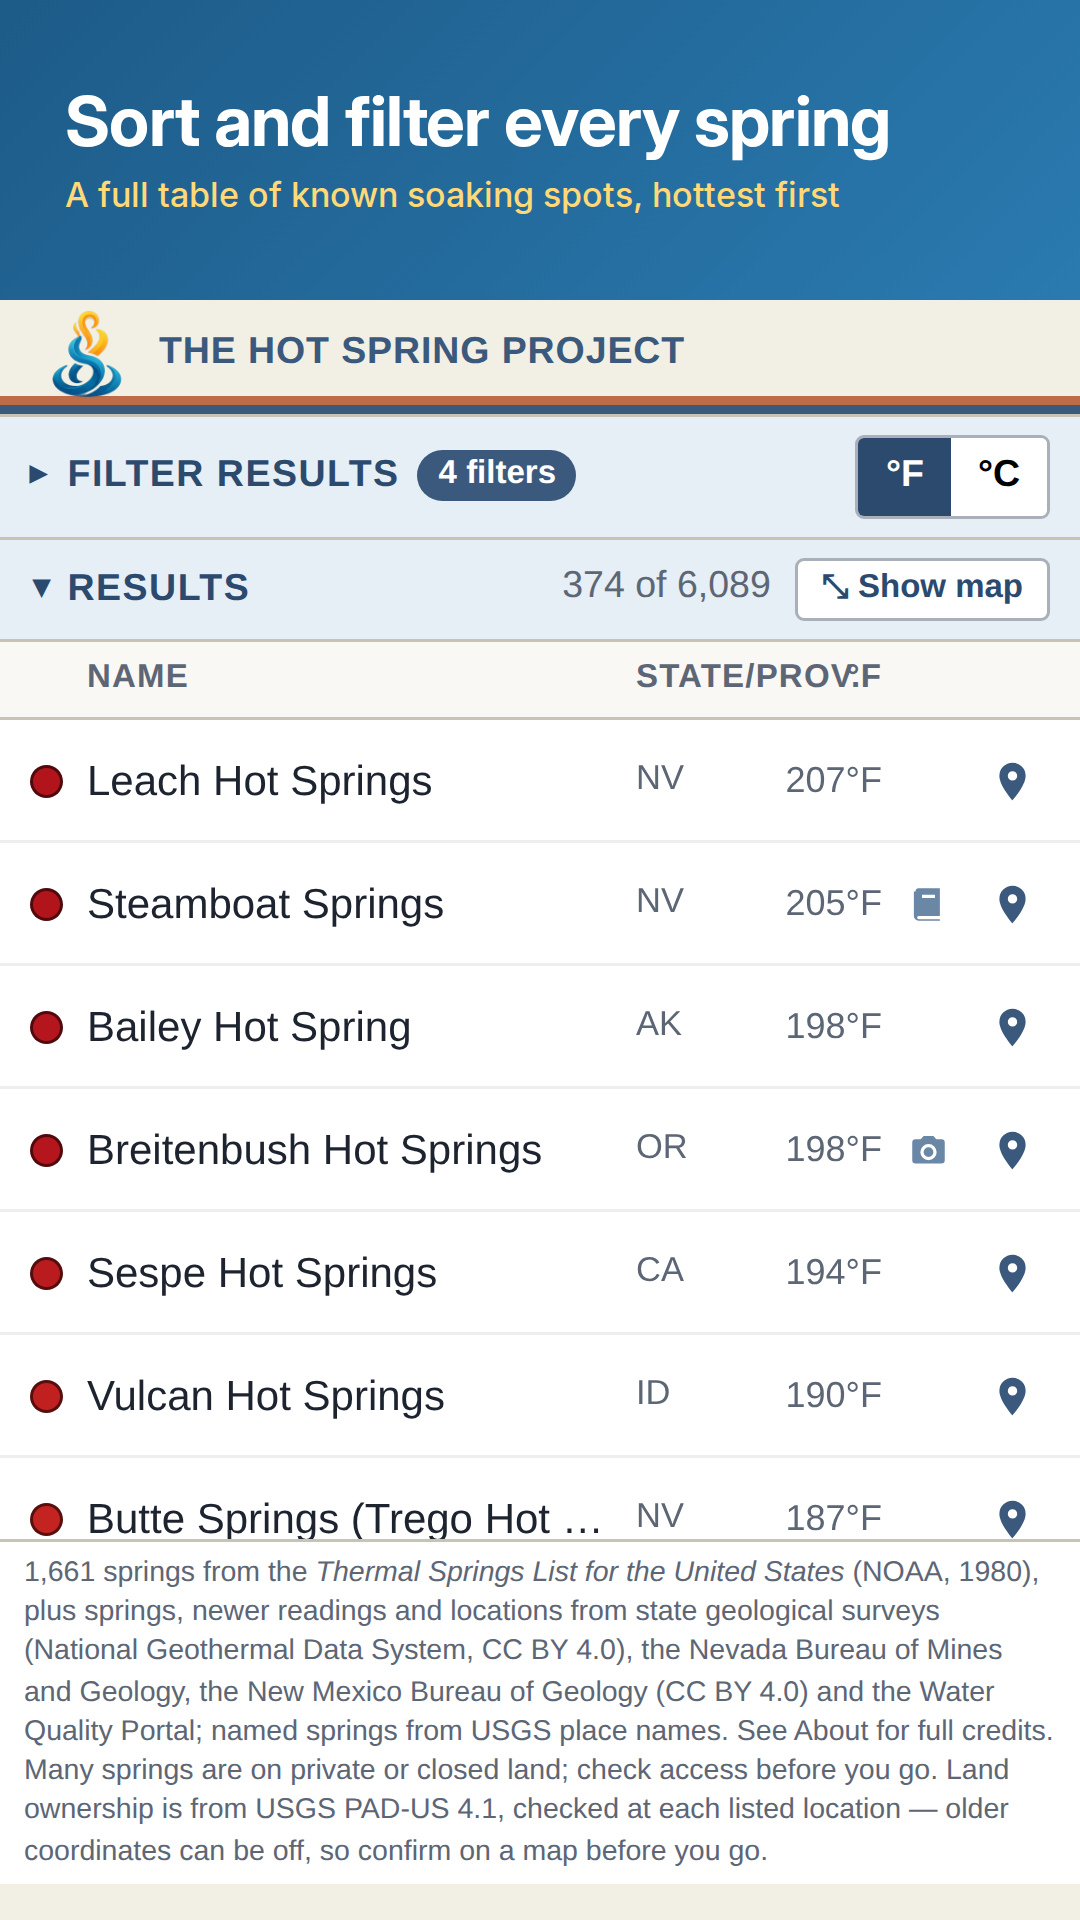 Sort and filter every spring
A full table of known soaking spots, hottest first
THE HOT SPRING PROJECT
▸ FILTER RESULTS 4 filters °F °C
▾ RESULTS 374 of 6,089 ⤡ Show map
NAME STATE/PROV. °F
Leach Hot Springs NV 207°F
Steamboat Springs NV 205°F
Bailey Hot Spring AK 198°F
Breitenbush Hot Springs OR 198°F
Sespe Hot Springs CA 194°F
Vulcan Hot Springs ID 190°F
Butte Springs (Trego Hot … NV 187°F
1,661 springs from the Thermal Springs List for the United States (NOAA, 1980),
plus springs, newer readings and locations from state geological surveys
(National Geothermal Data System, CC BY 4.0), the Nevada Bureau of Mines
and Geology, the New Mexico Bureau of Geology (CC BY 4.0) and the Water
Quality Portal; named springs from USGS place names. See About for full credits.
Many springs are on private or closed land; check access before you go. Land
ownership is from USGS PAD-US 4.1, checked at each listed location — older
coordinates can be off, so confirm on a map before you go.